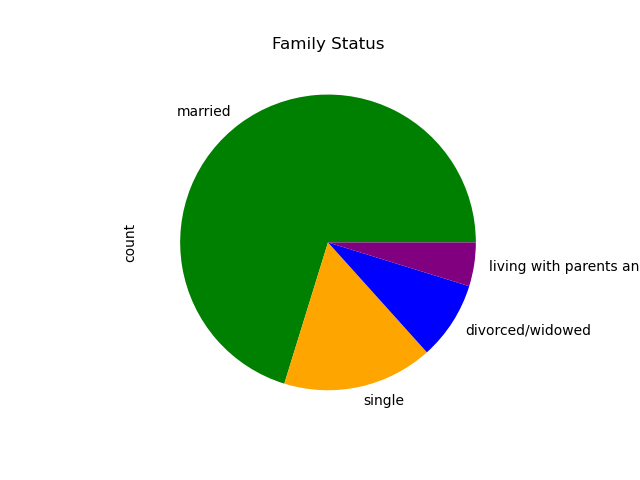 Family Status
married
count
living with parents an
divorced/widowed
single